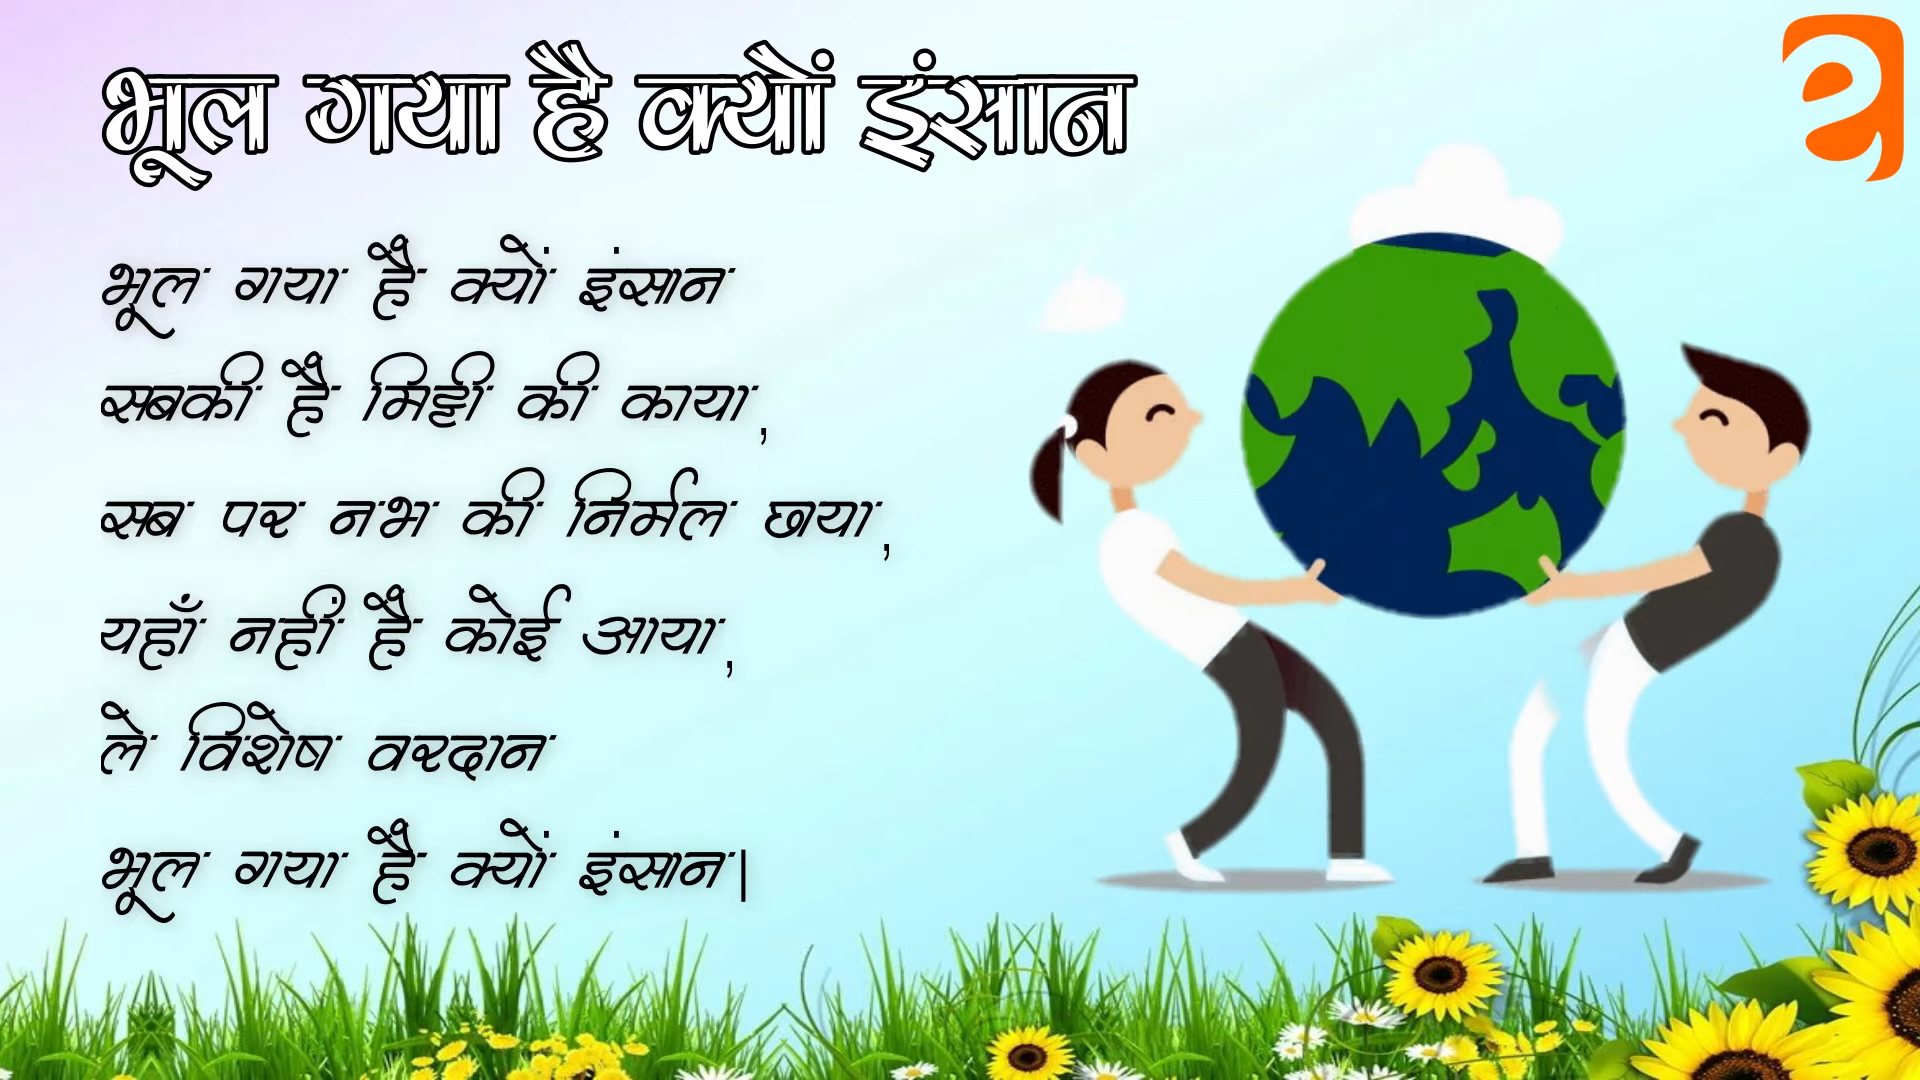 भूल गया है क्यों इंसान
भूल गया है क्यों इंसान
सबकी है मिट्टी की काया,
सब पर नभ की निर्मल छाया,
यहाँ नहीं है कोई आया,
ले विशेष वरदान
भूल गया है क्यों इंसान|